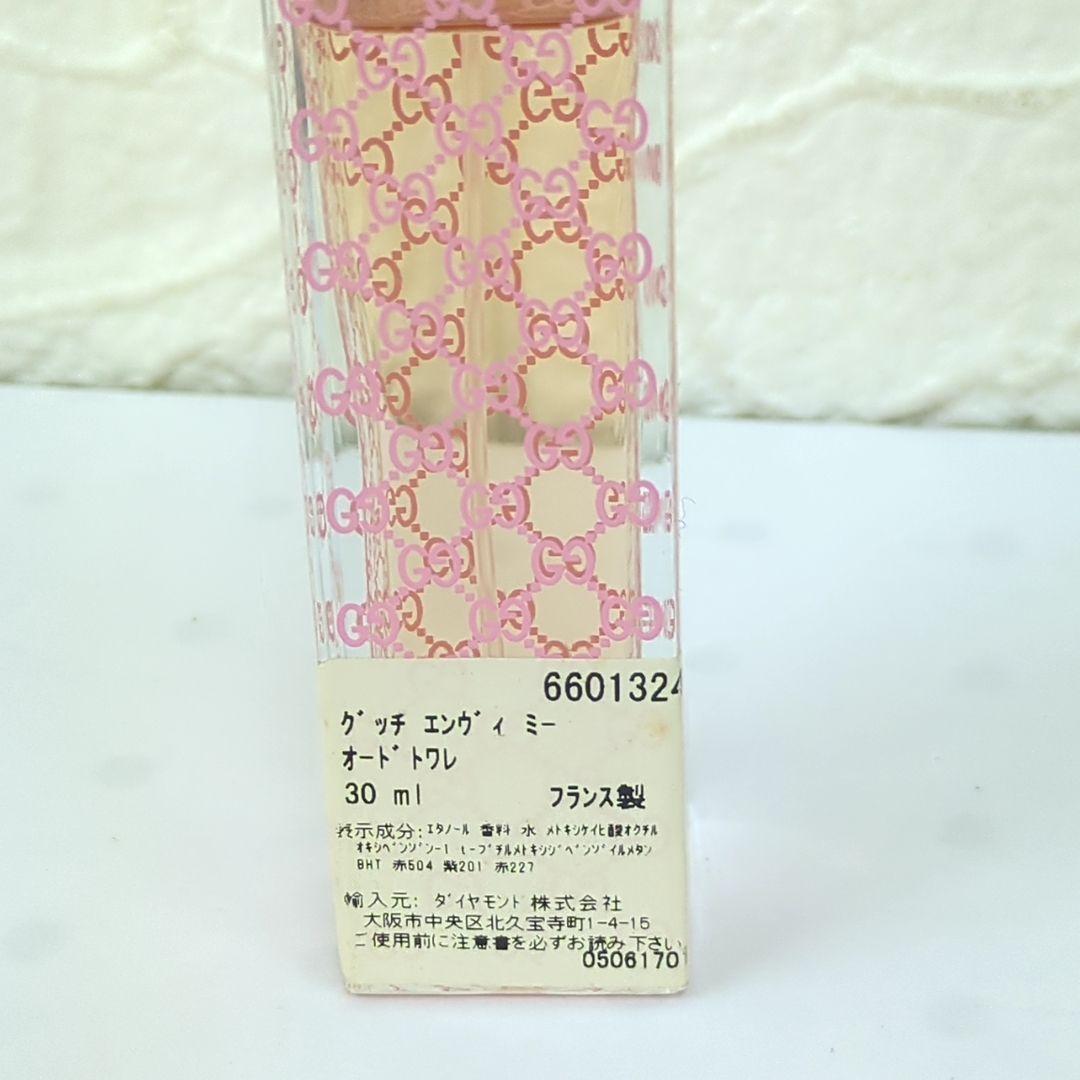 6601324
グッチ エンヴィ ミー
オードトワレ
30 ml フランス製
表示成分:エタノール 香料 水 メトキシケイヒ酸オクチル
オキシベンゾン-1 t-ブチルメトキシジベンゾイルメタン
BHT 赤504 紫201 赤227
輸入元: ダイヤモンド株式会社
大阪市中央区北久宝寺町1-4-15
ご使用前に注意書を必ずお読み下さい
0506170